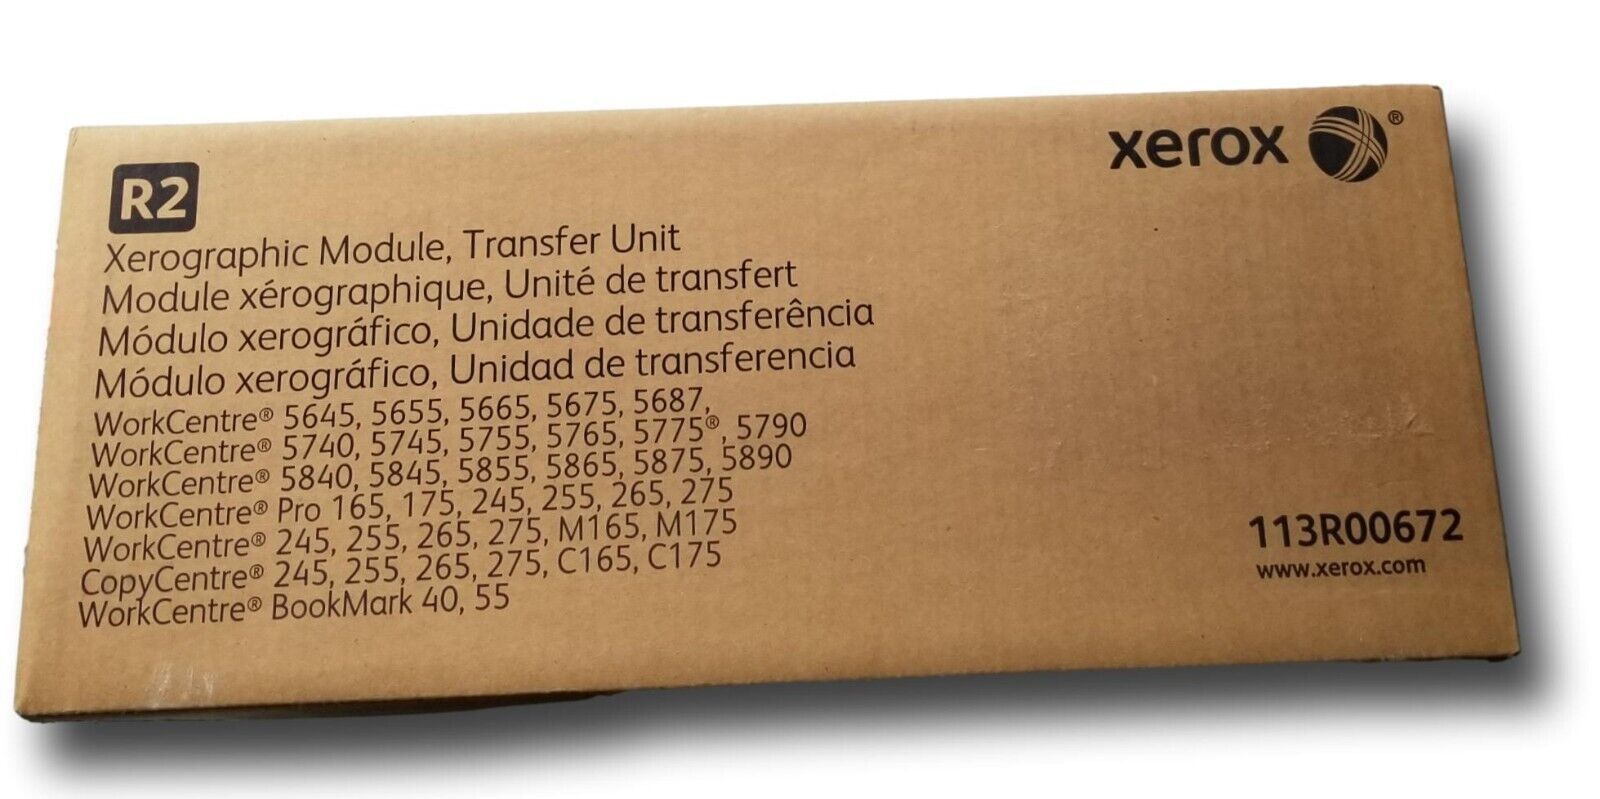 xerox ®
R2
Xerographic Module, Transfer Unit
Module xérographique, Unité de transfert
Módulo xerográfico, Unidade de transferência
Módulo xerográfico, Unidad de transferencia
WorkCentre® 5645, 5655, 5665, 5675, 5687,
WorkCentre® 5740, 5745, 5755, 5765, 5775®, 5790
WorkCentre® 5840, 5845, 5855, 5865, 5875, 5890
WorkCentre® Pro 165, 175, 245, 255, 265, 275
WorkCentre® 245, 255, 265, 275, M165, M175
CopyCentre® 245, 255, 265, 275, C165, C175
WorkCentre® BookMark 40, 55
113R00672
www.xerox.com